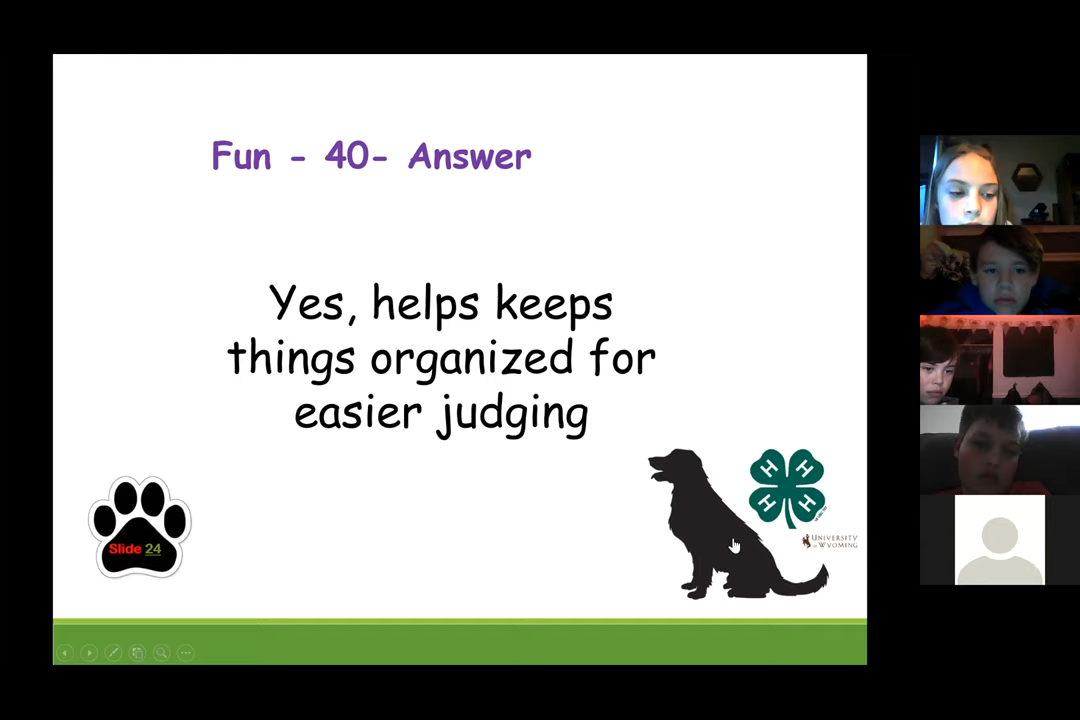 Fun - 40- Answer
Yes, helps keeps
things organized for
easier judging
Slide 24
H H
H H
UNIVERSITY
OF WYOMING